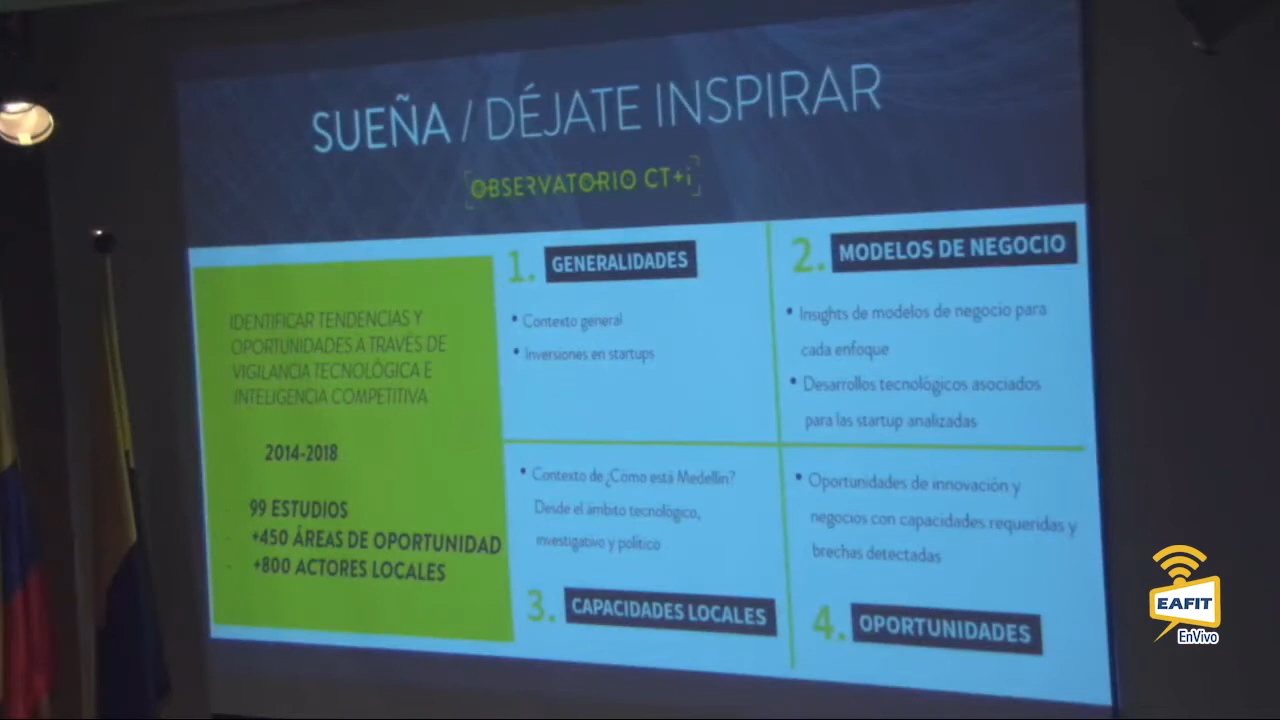 SUEÑA / DÉJATE INSPIRAR
OBSERVATORIO CT+i
IDENTIFICAR TENDENCIAS Y
OPORTUNIDADES A TRAVES DE
VIGILANCIA TECNOLÓGICA E
INTELIGENCIA COMPETITIVA
2014-2018
99 ESTUDIOS
+450 ÁREAS DE OPORTUNIDAD
+800 ACTORES LOCALES
1. GENERALIDADES
• Contexto general
• Inversiones en startups
2. MODELOS DE NEGOCIO
• Insights de modelos de negocio para
cada enfoque
• Desarrollos tecnológicos asociados
para las startup analizadas
• Contexto de ¿Cómo está Medellín?
Desde el ámbito tecnológico,
investigativo y político
3. CAPACIDADES LOCALES
• Oportunidades de innovación y
negocios con capacidades requeridas y
brechas detectadas
4. OPORTUNIDADES
EAFIT
EnVivo